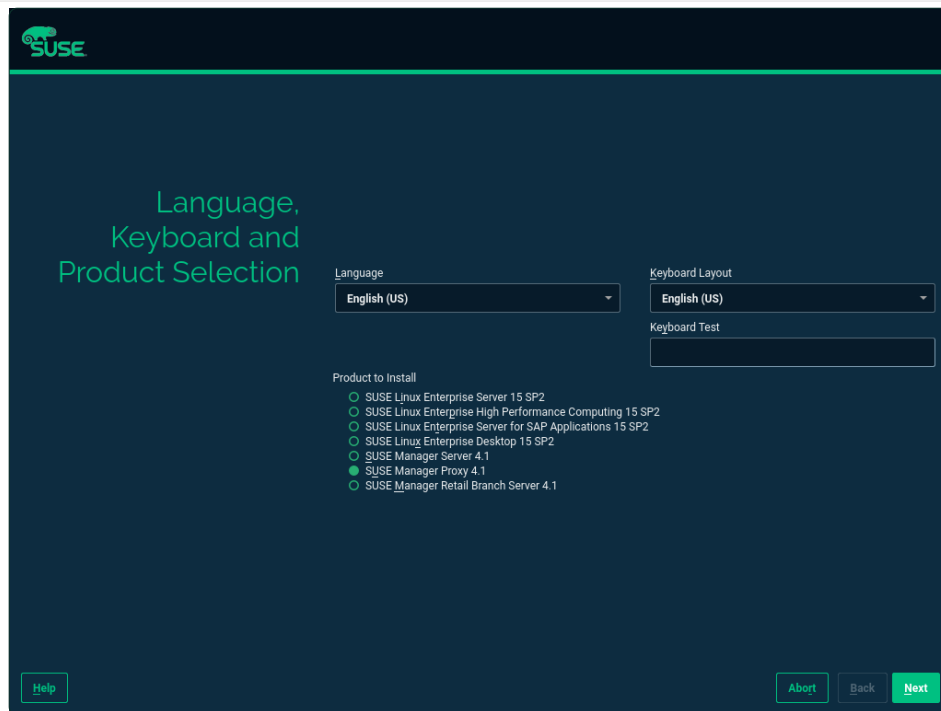 SUSE
Language,
Keyboard and
Product Selection
Language
Keyboard Layout
English (US)
English (US)
Keyboard Test
Product to Install
SUSE Linux Enterprise Server 15 SP2
SUSE Linux Enterprise High Performance Computing 15 SP2
SUSE Linux Enterprise Server for SAP Applications 15 SP2
SUSE Linux Enterprise Desktop 15 SP2
SUSE Manager Server 4.1
SUSE Manager Proxy 4.1
SUSE Manager Retail Branch Server 4.1
Help
Abort
Back
Next